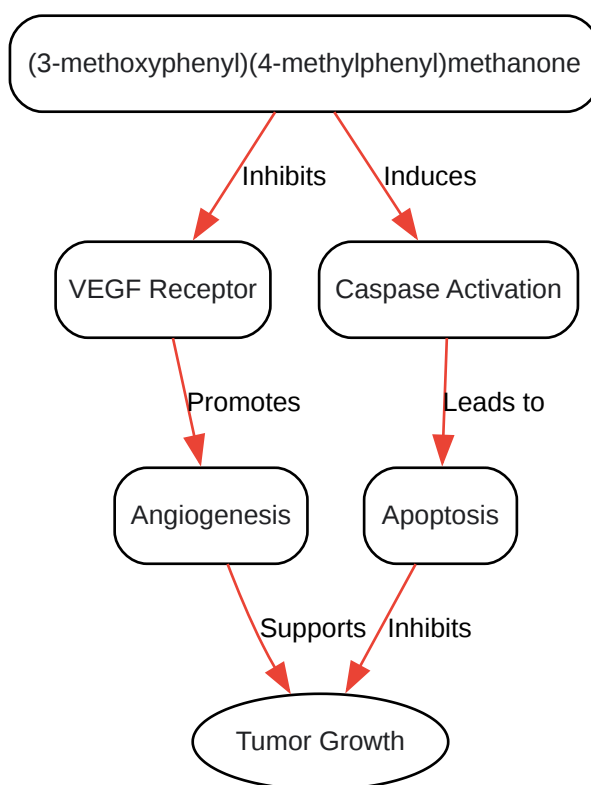 (3-methoxyphenyl)(4-methylphenyl)methanone
Inhibits
Induces
VEGF Receptor
Caspase Activation
Promotes
Leads to
Angiogenesis
Apoptosis
Supports
Inhibits
Tumor Growth